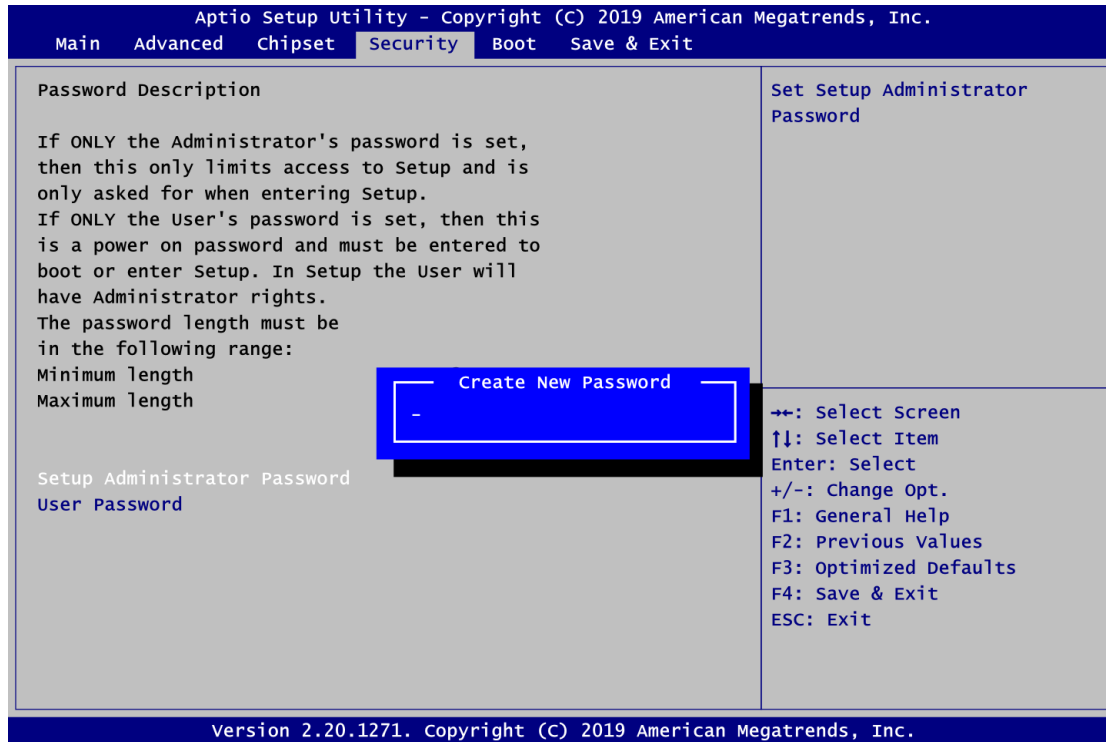 Aptio Setup Utility - Copyright (C) 2019 American Megatrends, Inc.
Main Advanced Chipset Security Boot Save & Exit
Password Description
If ONLY the Administrator's password is set,
then this only limits access to Setup and is
only asked for when entering Setup.
If ONLY the User's password is set, then this
is a power on password and must be entered to
boot or enter Setup. In Setup the User will
have Administrator rights.
The password length must be
in the following range:
Minimum length
Maximum length
Setup Administrator Password
User Password
Create New Password
_
Set Setup Administrator
Password
→←: Select Screen
↑↓: Select Item
Enter: Select
+/-: Change Opt.
F1: General Help
F2: Previous Values
F3: Optimized Defaults
F4: Save & Exit
ESC: Exit
Version 2.20.1271. Copyright (C) 2019 American Megatrends, Inc.